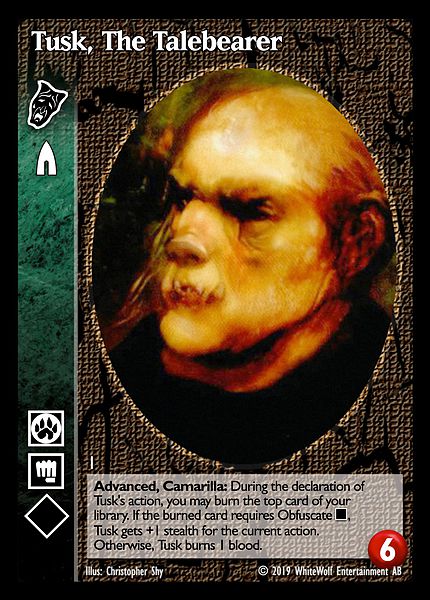 Tusk, The Talebearer
1
Advanced, Camarilla: During the declaration of
Tusk's action, you may burn the top card of your
library. If the burned card requires Obfuscate ■,
Tusk gets +1 stealth for the current action.
Otherwise, Tusk burns 1 blood.
6
Illus: Christopher Shy © 2019 WhiteWolf Entertainment AB